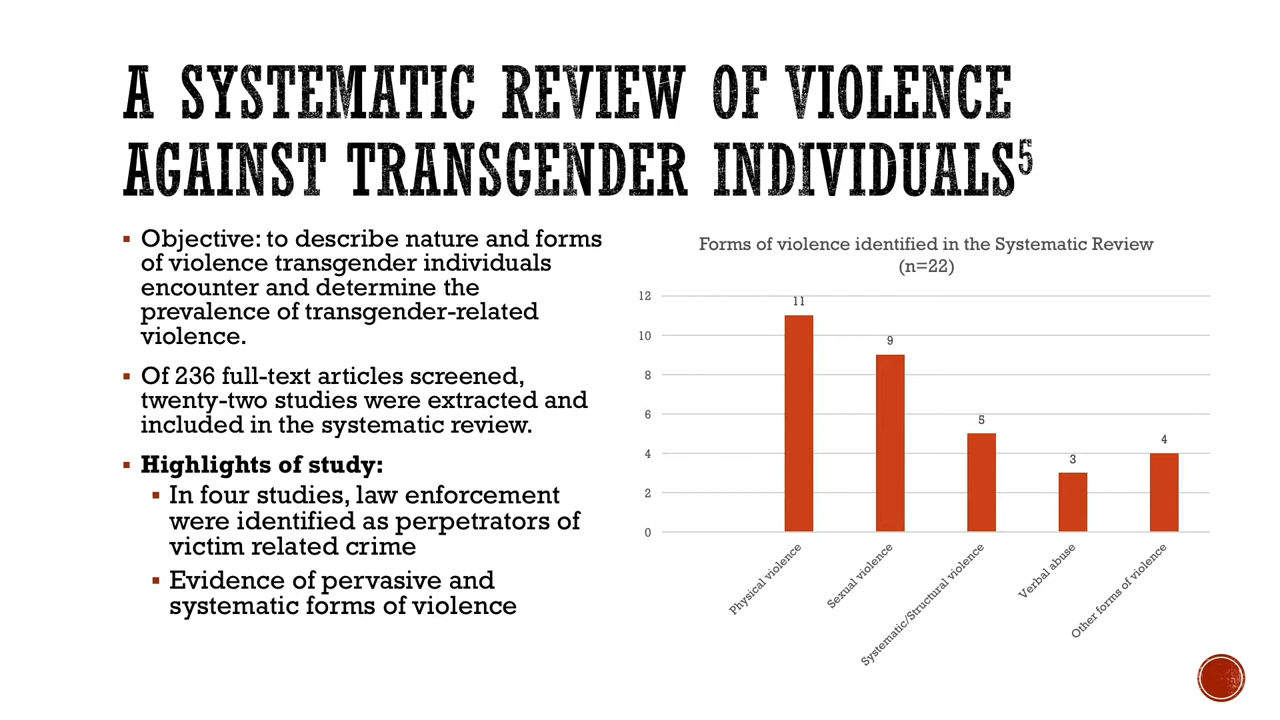 A SYSTEMATIC REVIEW OF VIOLENCE
AGAINST TRANSGENDER INDIVIDUALS5
▪ Objective: to describe nature and forms
of violence transgender individuals
encounter and determine the
prevalence of transgender-related
violence.
▪ Of 236 full-text articles screened,
twenty-two studies were extracted and
included in the systematic review.
▪ Highlights of study:
▪ In four studies, law enforcement
were identified as perpetrators of
victim related crime
▪ Evidence of pervasive and
systematic forms of violence
Forms of violence identified in the Systematic Review
(n=22)
12
10
8
6
4
2
0
11
9
5
3
4
Physical violence
Sexual violence
Systematic/Structural violence
Verbal abuse
Other forms of violence